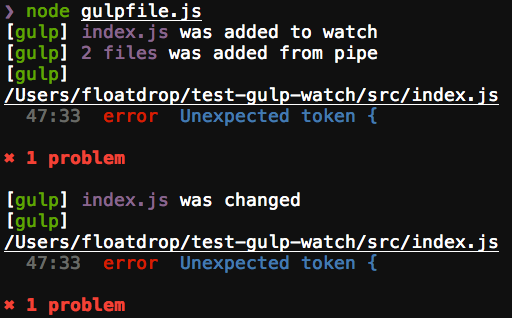 ❯ node gulpfile.js
[gulp] index.js was added to watch
[gulp] 2 files was added from pipe
[gulp]
/Users/floatdrop/test-gulp-watch/src/index.js
  47:33  error  Unexpected token {

✖ 1 problem

[gulp] index.js was changed
[gulp]
/Users/floatdrop/test-gulp-watch/src/index.js
  47:33  error  Unexpected token {

✖ 1 problem